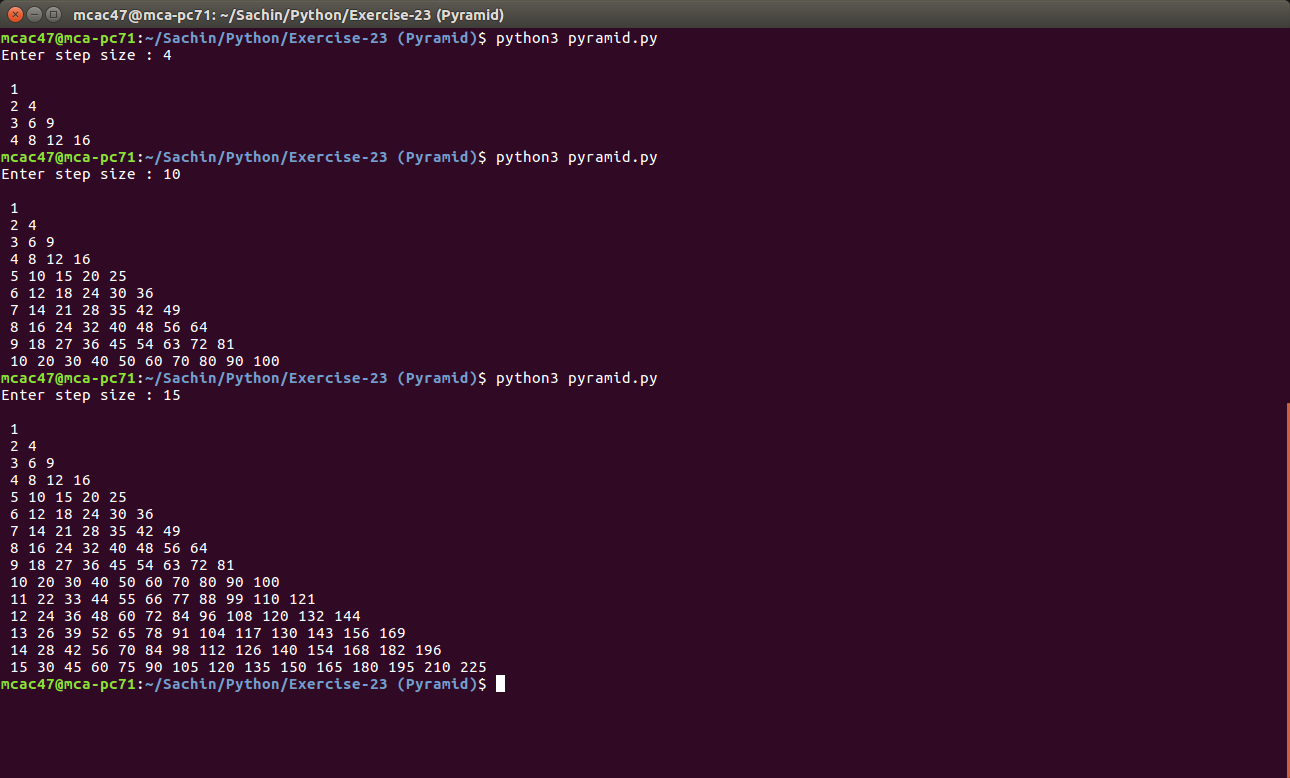 mcac47@mca-pc71: ~/Sachin/Python/Exercise-23 (Pyramid)
mcac47@mca-pc71:~/Sachin/Python/Exercise-23 (Pyramid)$ python3 pyramid.py
Enter step size : 4
1
2 4
3 6 9
4 8 12 16
mcac47@mca-pc71:~/Sachin/Python/Exercise-23 (Pyramid)$ python3 pyramid.py
Enter step size : 10
1
2 4
3 6 9
4 8 12 16
5 10 15 20 25
6 12 18 24 30 36
7 14 21 28 35 42 49
8 16 24 32 40 48 56 64
9 18 27 36 45 54 63 72 81
10 20 30 40 50 60 70 80 90 100
mcac47@mca-pc71:~/Sachin/Python/Exercise-23 (Pyramid)$ python3 pyramid.py
Enter step size : 15
1
2 4
3 6 9
4 8 12 16
5 10 15 20 25
6 12 18 24 30 36
7 14 21 28 35 42 49
8 16 24 32 40 48 56 64
9 18 27 36 45 54 63 72 81
10 20 30 40 50 60 70 80 90 100
11 22 33 44 55 66 77 88 99 110 121
12 24 36 48 60 72 84 96 108 120 132 144
13 26 39 52 65 78 91 104 117 130 143 156 169
14 28 42 56 70 84 98 112 126 140 154 168 182 196
15 30 45 60 75 90 105 120 135 150 165 180 195 210 225
mcac47@mca-pc71:~/Sachin/Python/Exercise-23 (Pyramid)$